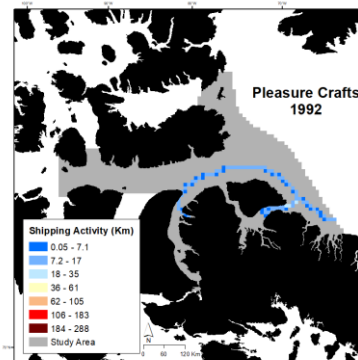 Pleasure Crafts
1992
Shipping Activity (Km)
0.05 - 7.1
7.2 - 17
18 - 35
36 - 61
62 - 105
106 - 183
184 - 288
Study Area
N
0 30 60 120 Km